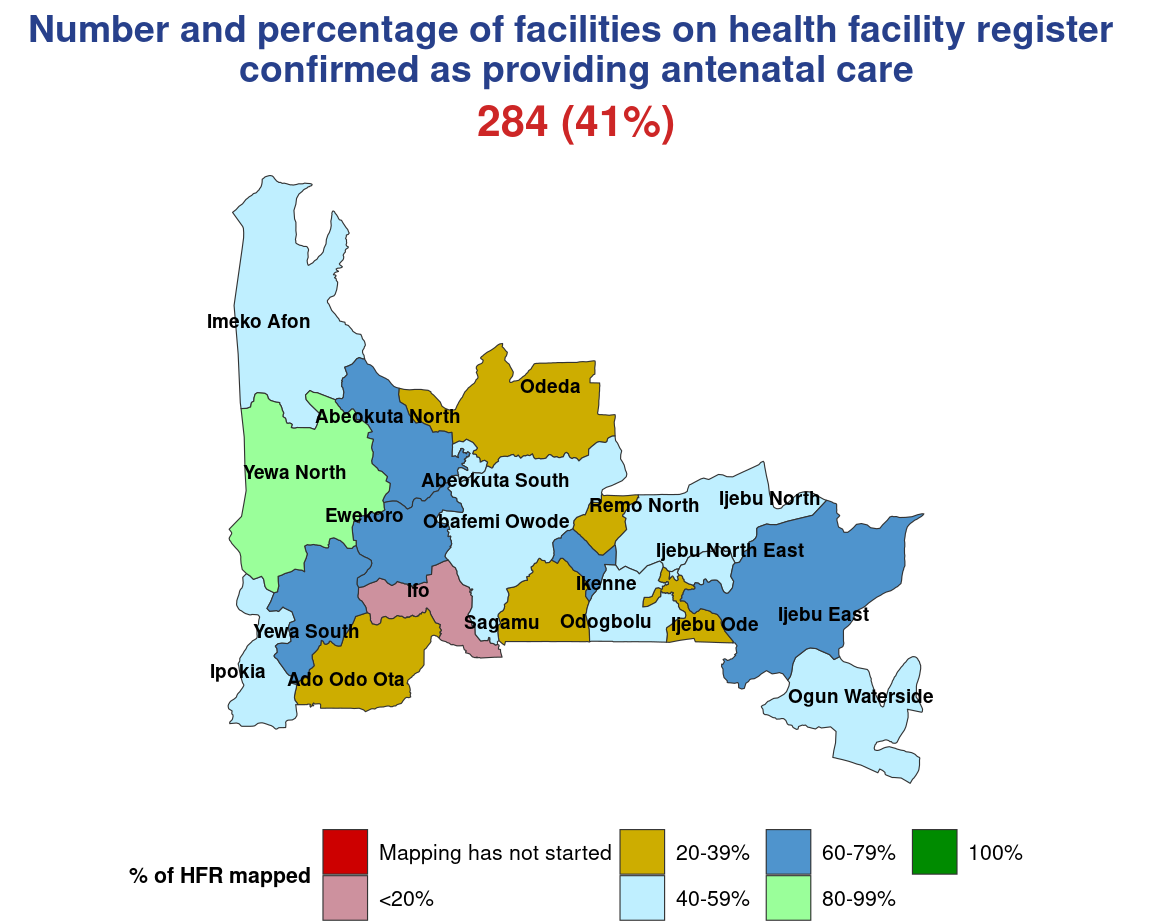 Number and percentage of facilities on health facility register
confirmed as providing antenatal care
284 (41%)
Imeko Afon
Odeda
Abeokuta North
Yewa North
Abeokuta South
Ijebu North
Remo North
Ewekoro
Obafemi Owode
Ijebu North East
Ikenne
Ifo
Ijebu East
Sagamu
Odogbolu
Ijebu Ode
Yewa South
Ipokia
Ado Odo Ota
Ogun Waterside
% of HFR mapped
Mapping has not started
<20%
20-39%
40-59%
60-79%
80-99%
100%